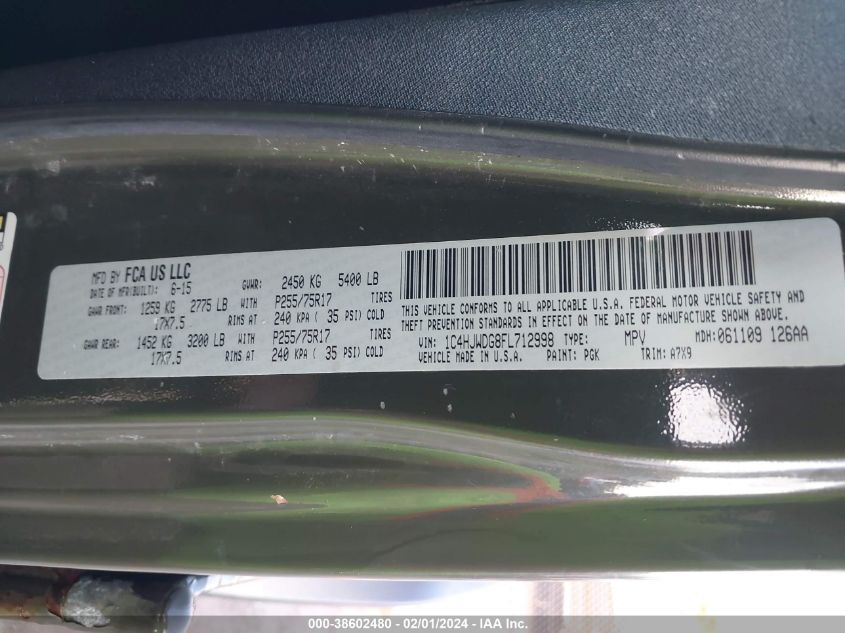 MFD BY FCA US LLC
DATE OF MFR(BUILT): 6-15 GVWR: 2450 KG 5400 LB
GAWR FRONT: 1259 KG 2775 LB WITH P255/75R17 TIRES
17X7.5 RIMS AT 240 KPA ( 35 PSI) COLD
GAWR REAR: 1452 KG 3200 LB WITH P255/75R17 TIRES
17X7.5 RIMS AT 240 KPA ( 35 PSI) COLD
THIS VEHICLE CONFORMS TO ALL APPLICABLE U.S.A. FEDERAL MOTOR VEHICLE SAFETY AND
THEFT PREVENTION STANDARDS IN EFFECT ON THE DATE OF MANUFACTURE SHOWN ABOVE.
VIN: 1C4HJWDG8FL712998 TYPE: MPV MDH: 061109 126AA
VEHICLE MADE IN U.S.A. PAINT: PGK TRIM: A7X9
000-38602480 - 02/01/2024 - IAAI.com